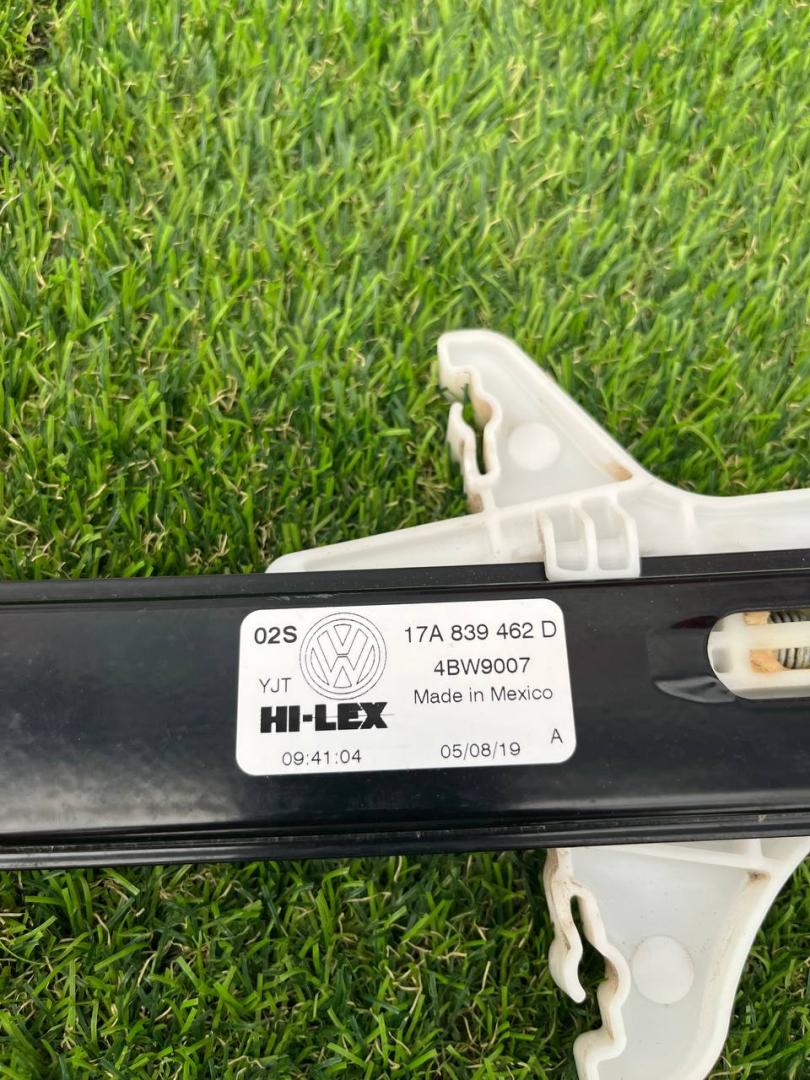 02S 17A 839 462 D
4BW9007
YJT Made in Mexico
HI-LEX
09:41:04 05/08/19 A